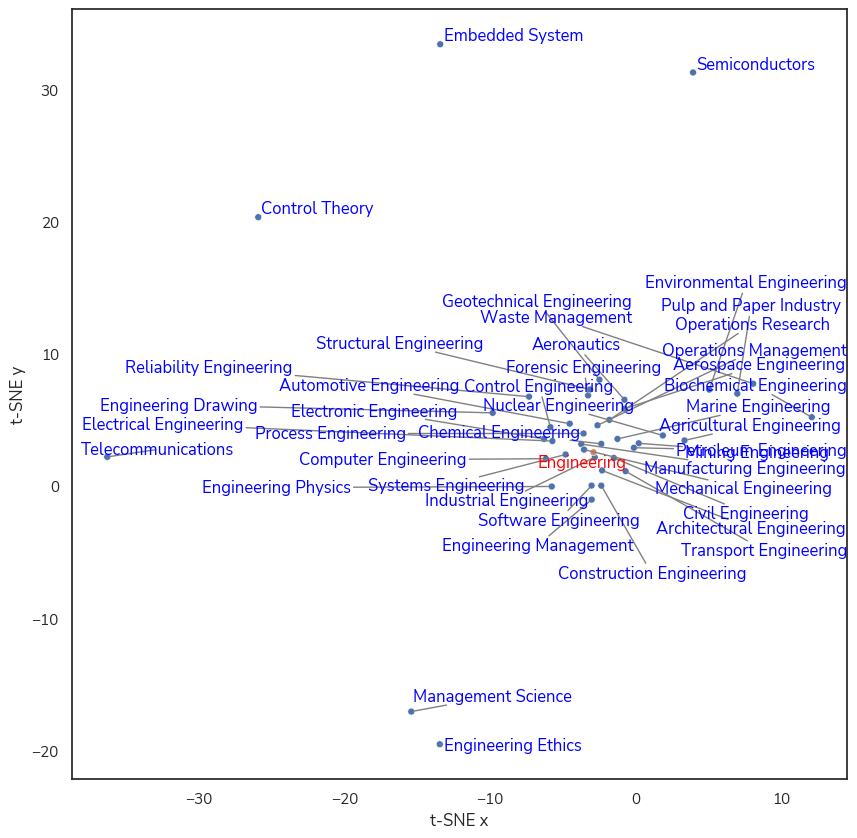 Embedded System
Semiconductors
30
Control Theory
20
Environmental Engineering
Geotechnical Engineering
Pulp and Paper Industry
Waste Management
Operations Research
Structural Engineering
Aeronautics
Operations Management
10
Reliability Engineering
Forensic Engineering
Aerospace Engineering
Automotive Engineering
Control Engineering
Biochemical Engineering
Engineering Drawing
Nuclear Engineering
Marine Engineering
Electronic Engineering
Electrical Engineering
Agricultural Engineering
Process Engineering
Chemical Engineering
Telecommunications
Petroleum Engineering
Mining Engineering
Computer Engineering
Engineering
Manufacturing Engineering
0
Engineering Physics
Systems Engineering
Mechanical Engineering
Industrial Engineering
Civil Engineering
Software Engineering
Architectural Engineering
Engineering Management
Transport Engineering
Construction Engineering
−10
Management Science
Engineering Ethics
−20
−30
−20
−10
0
10
t-SNE x
t-SNE y